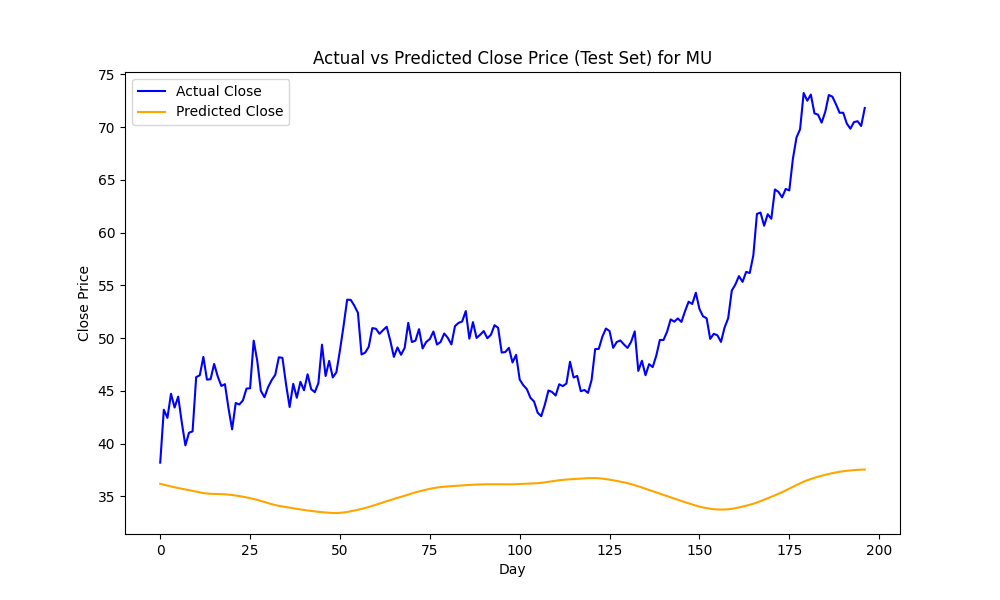 Actual vs Predicted Close Price (Test Set) for MU
Actual Close
Predicted Close
Close Price
75
70
65
60
55
50
45
40
35
0 25 50 75 100 125 150 175 200
Day